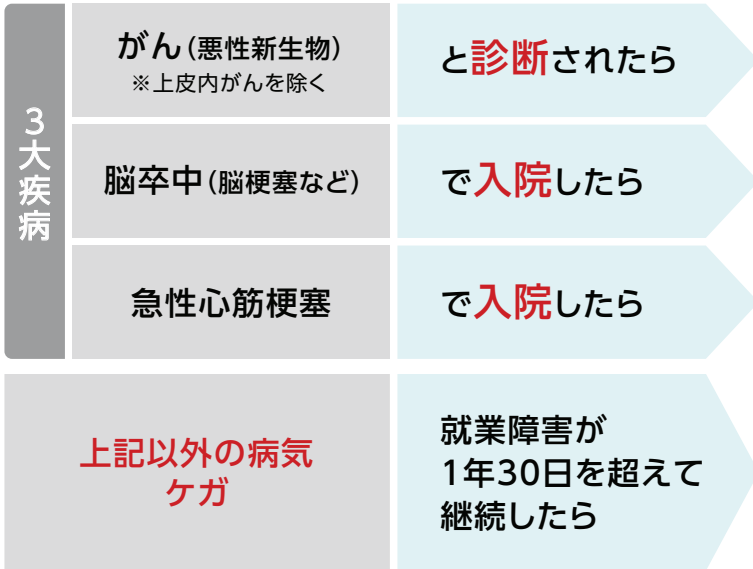 3大疾病
がん(悪性新生物)
※上皮内がんを除く
と診断されたら
脳卒中(脳梗塞など)
で入院したら
急性心筋梗塞
で入院したら
上記以外の病気
ケガ
就業障害が
1年30日を超えて
継続したら